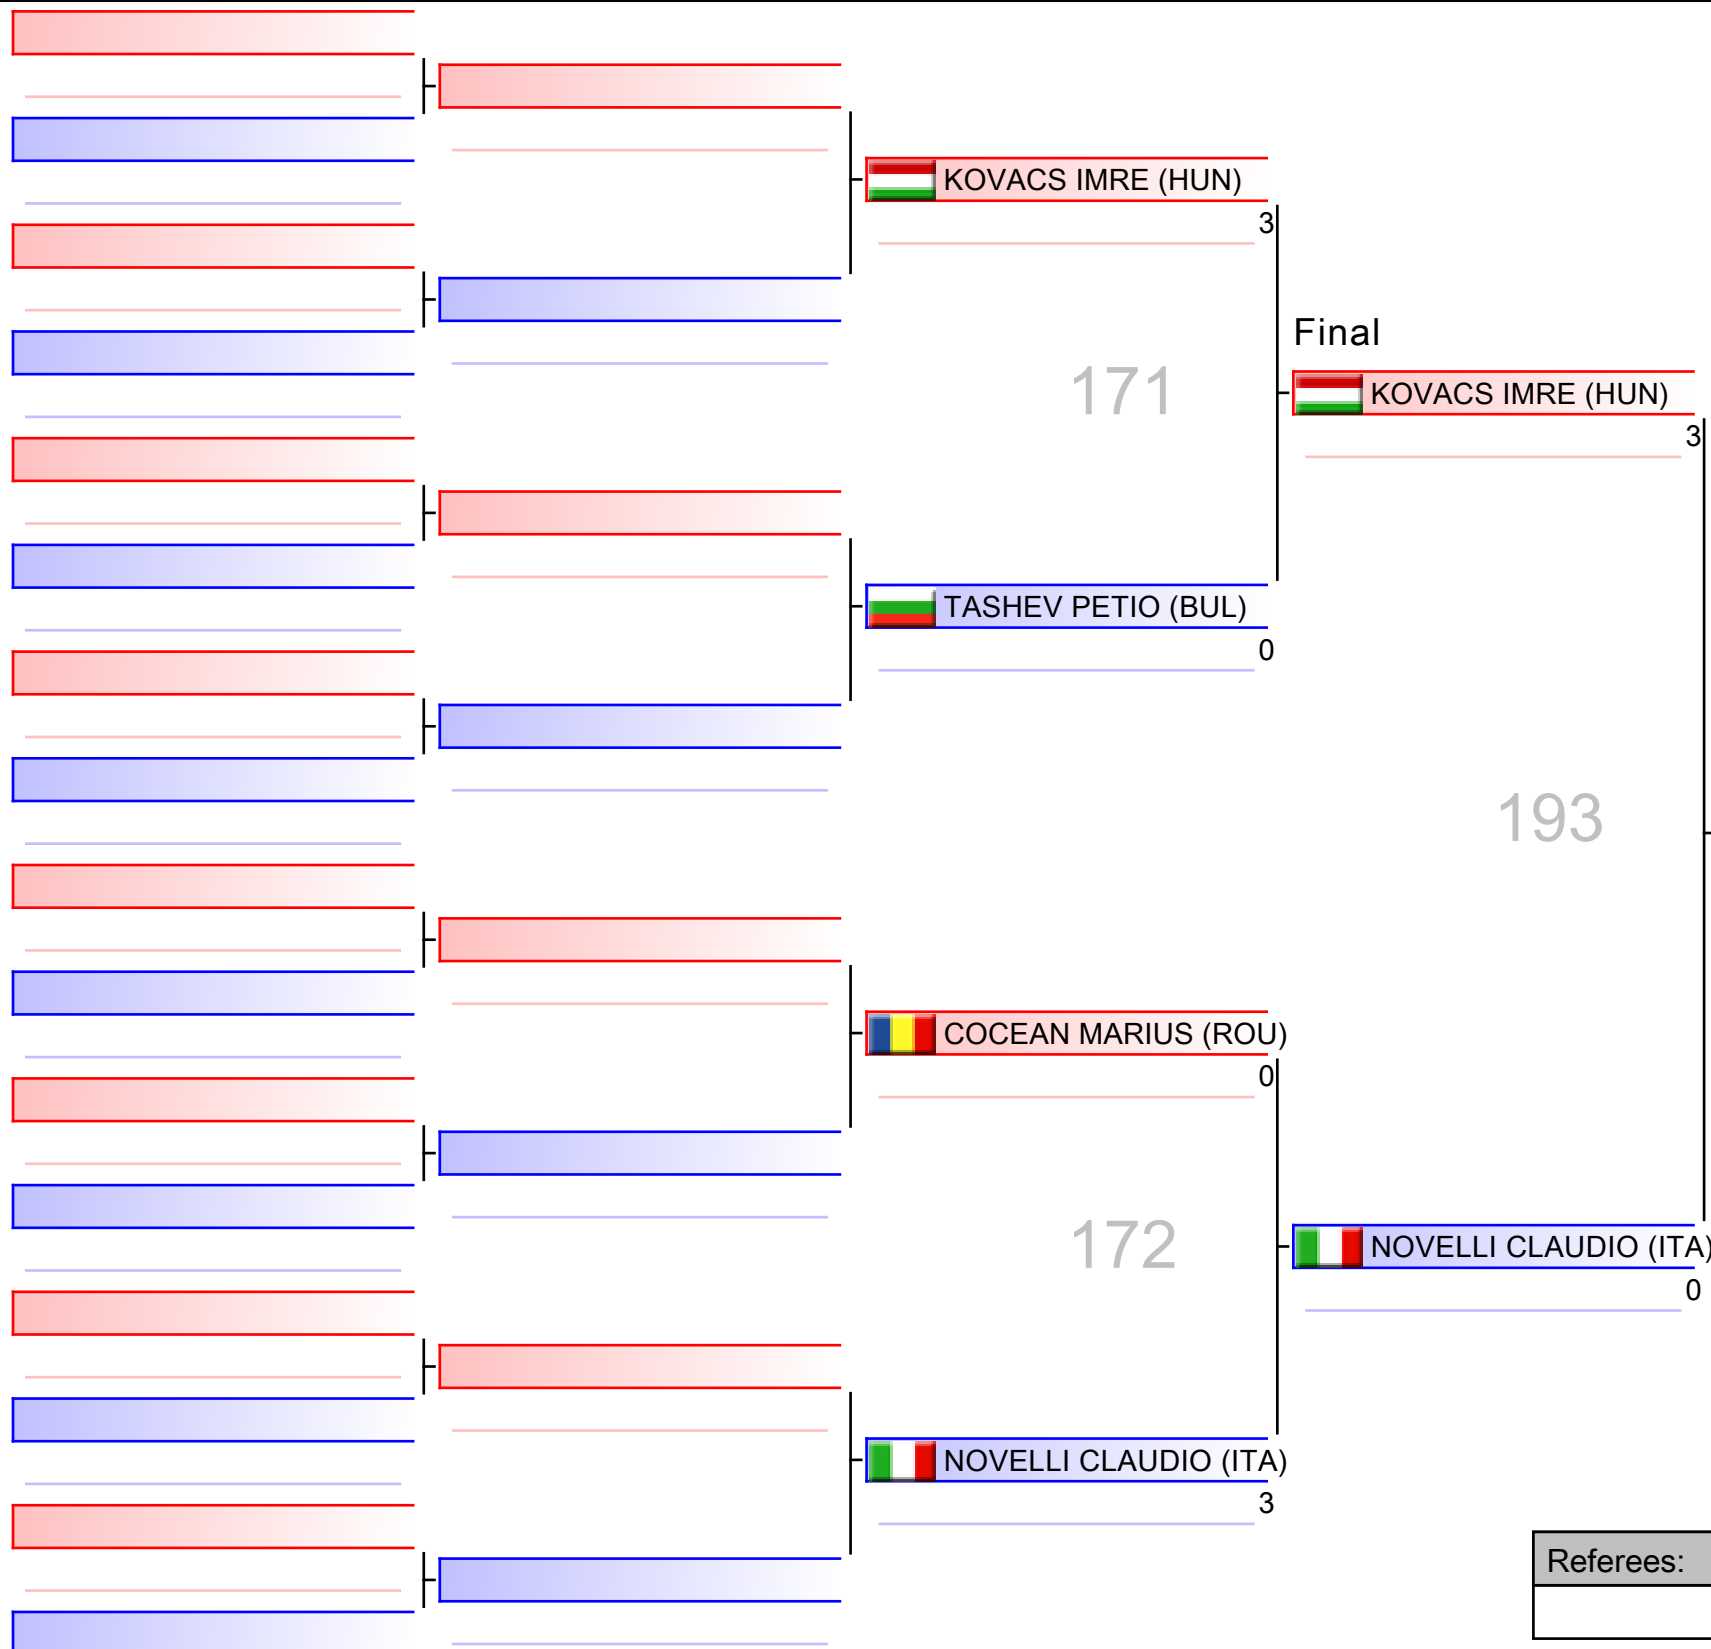 KOVACS IMRE (HUN)
3
Final
171
KOVACS IMRE (HUN)
3
TASHEV PETIO (BUL)
0
193
COCEAN MARIUS (ROU)
0
172
NOVELLI CLAUDIO (ITA)
0
NOVELLI CLAUDIO (ITA)
3
Referees: